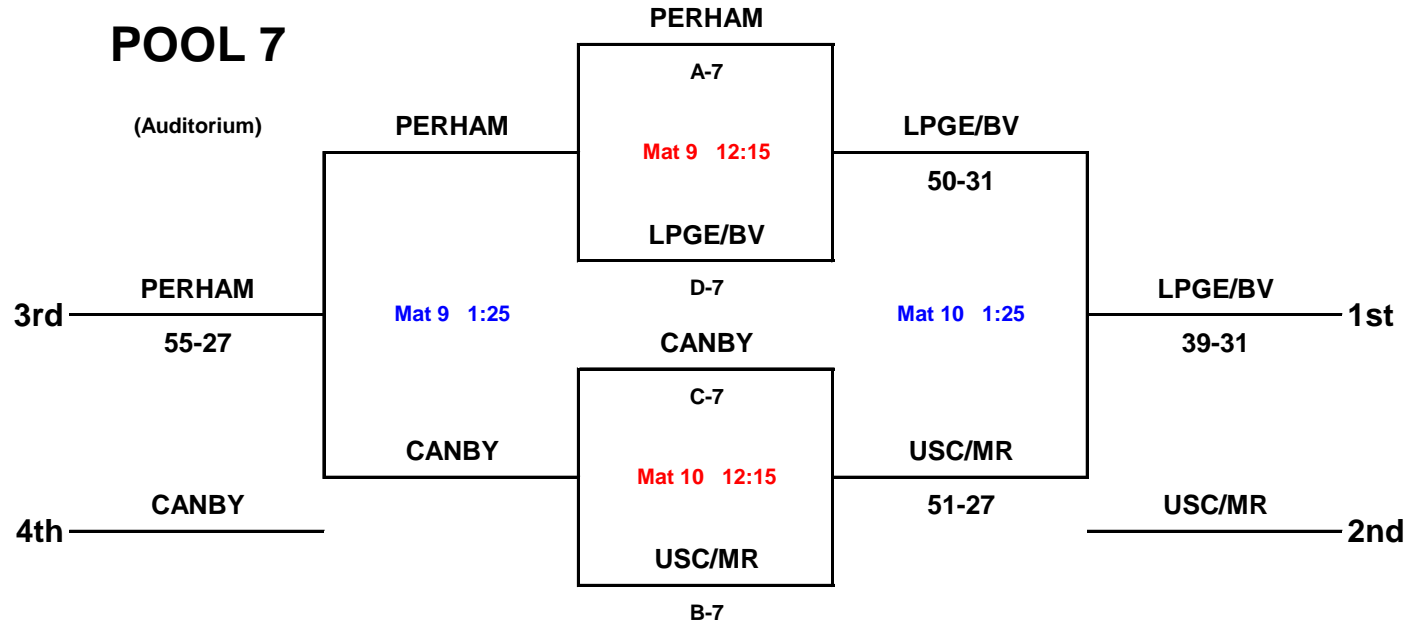 PERHAM
POOL 7
A-7
(Auditorium)
PERHAM
LPGE/BV
Mat 9 12:15
50-31
LPGE/BV
PERHAM
D-7
LPGE/BV
3rd
Mat 9 1:25
Mat 10 1:25
1st
55-27
CANBY
39-31
C-7
CANBY
USC/MR
Mat 10 12:15
CANBY
51-27
USC/MR
4th
2nd
USC/MR
B-7